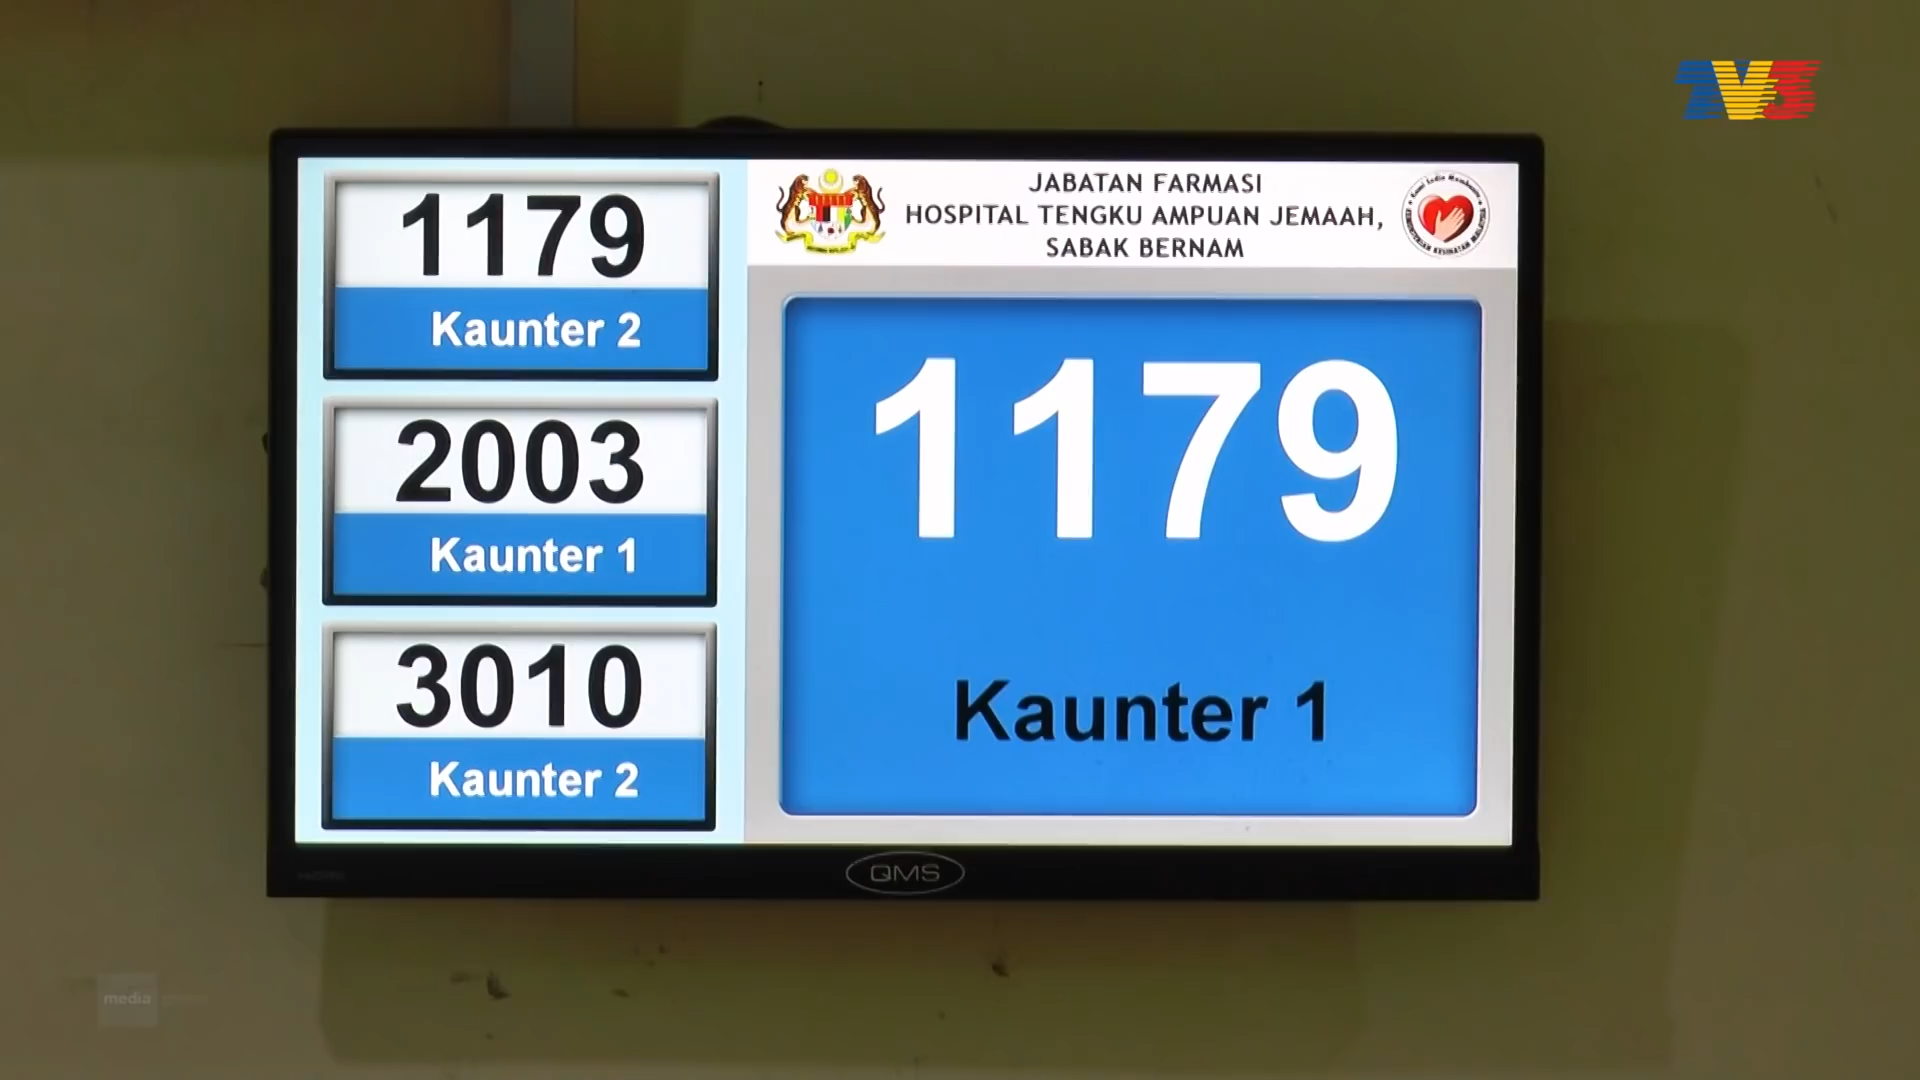 TV3
1179
Kaunter 2
2003
Kaunter 1
3010
Kaunter 2
JABATAN FARMASI
HOSPITAL TENGKU AMPUAN JEMAAH,
SABAK BERNAM
1179
Kaunter 1
QMS
media